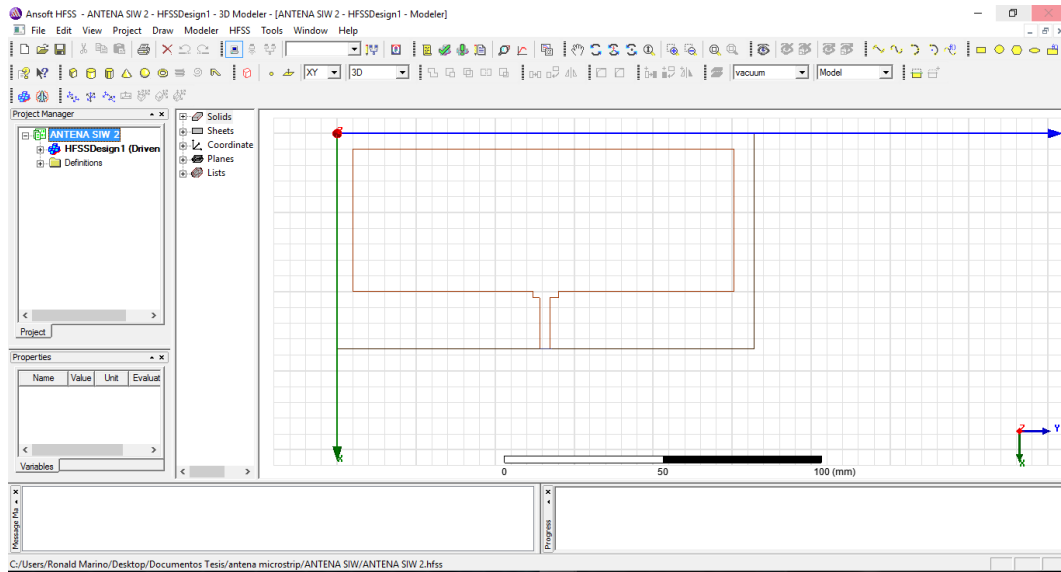 Ansoft HFSS - ANTENA SIW 2 - HFSSDesign1 - 3D Modeler - [ANTENA SIW 2 - HFSSDesign1 - Modeler]
File Edit View Project Draw Modeler HFSS Tools Window Help
XY 3D vacuum Model
Project Manager
ANTENA SIW 2
HFSSDesign1 (Driven
Definitions
Project
Solids
Sheets
Coordinate
Planes
Lists
Properties
Name Value Unit Evaluat
Variables
Z
X
Z
Y
X
0 50 100 (mm)
Message Ma
Progress
C:/Users/Ronald Marino/Desktop/Documentos Tesis/antena microstrip/ANTENA SIW/ANTENA SIW 2.hfss